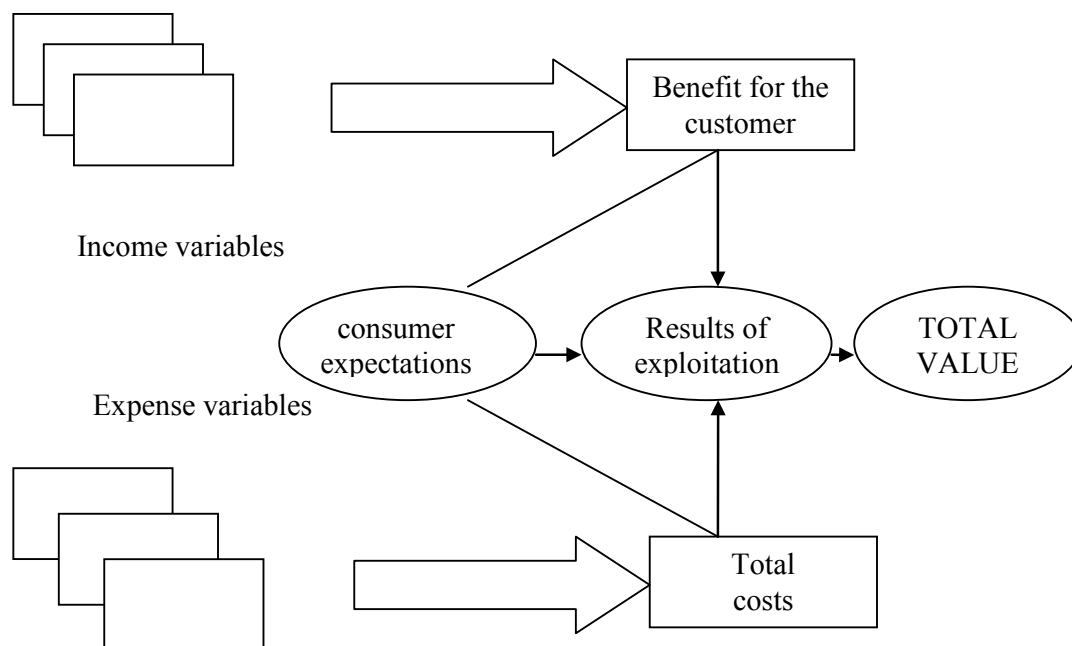 Benefit for the
customer
Income variables
consumer
expectations
Results of
exploitation
TOTAL
VALUE
Expense variables
Total
costs